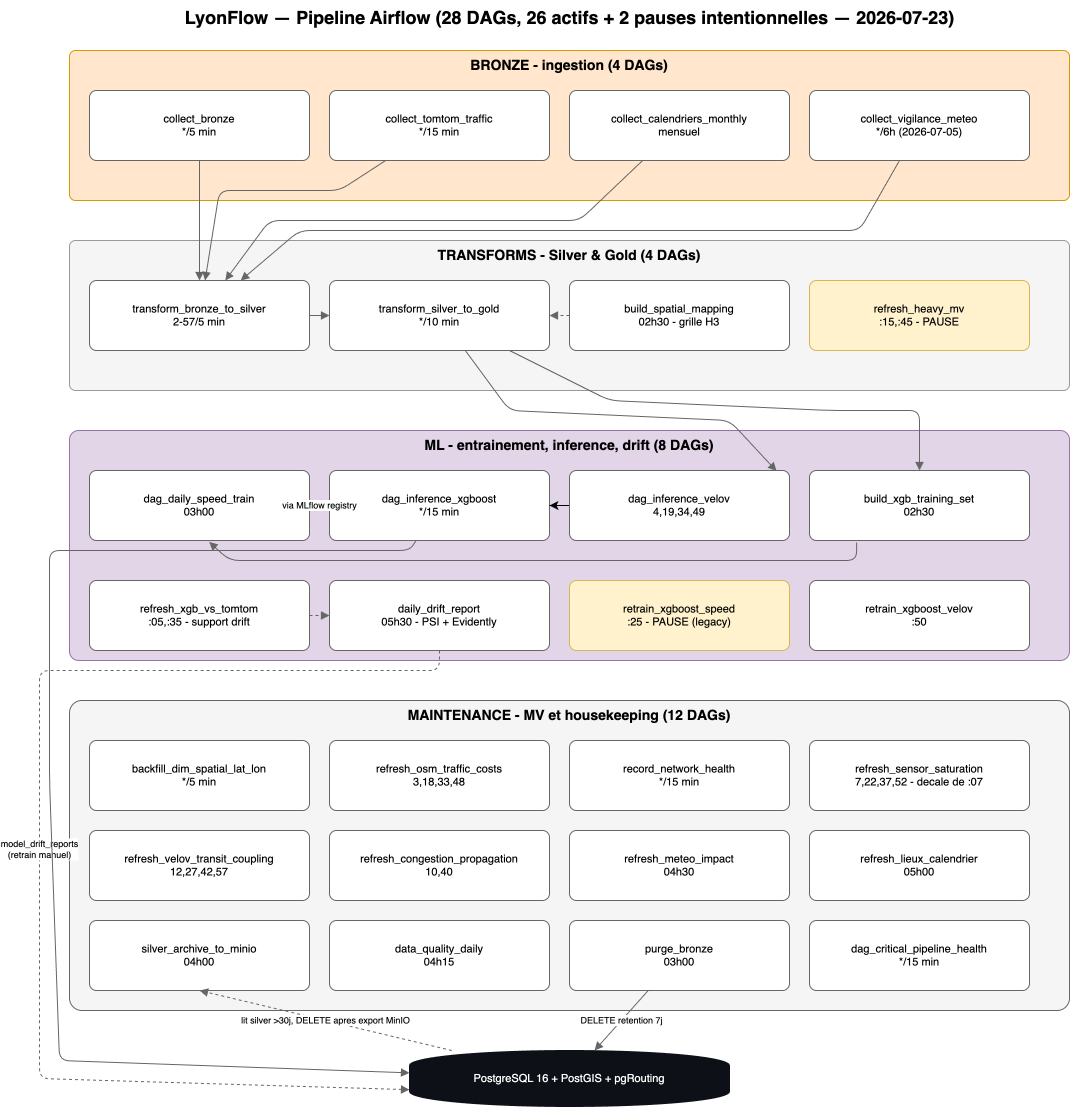 LyonFlow — Pipeline Airflow (28 DAGs, 26 actifs + 2 pauses intentionnelles — 2026-07-23)
BRONZE - ingestion (4 DAGs)
collect_bronze
*/5 min
collect_tomtom_traffic
*/15 min
collect_calendriers_monthly
mensuel
collect_vigilance_meteo
*/6h (2026-07-05)
TRANSFORMS - Silver & Gold (4 DAGs)
transform_bronze_to_silver
2-57/5 min
transform_silver_to_gold
*/10 min
build_spatial_mapping
02h30 - grille H3
refresh_heavy_mv
:15,:45 - PAUSE
ML - entrainement, inference, drift (8 DAGs)
dag_daily_speed_train
03h00
via MLflow registry
dag_inference_xgboost
*/15 min
dag_inference_velov
4,19,34,49
build_xgb_training_set
02h30
refresh_xgb_vs_tomtom
:05,:35 - support drift
daily_drift_report
05h30 - PSI + Evidently
retrain_xgboost_speed
:25 - PAUSE (legacy)
retrain_xgboost_velov
:50
MAINTENANCE - MV et housekeeping (12 DAGs)
backfill_dim_spatial_lat_lon
*/5 min
refresh_osm_traffic_costs
3,18,33,48
record_network_health
*/15 min
refresh_sensor_saturation
7,22,37,52 - decale de :07
model_drift_reports
(retrain manuel)
refresh_velov_transit_coupling
12,27,42,57
refresh_congestion_propagation
10,40
refresh_meteo_impact
04h30
refresh_lieux_calendrier
05h00
silver_archive_to_minio
04h00
data_quality_daily
04h15
purge_bronze
03h00
dag_critical_pipeline_health
*/15 min
lit silver >30j, DELETE apres export MinIO
DELETE retention 7j
PostgreSQL 16 + PostGIS + pgRouting